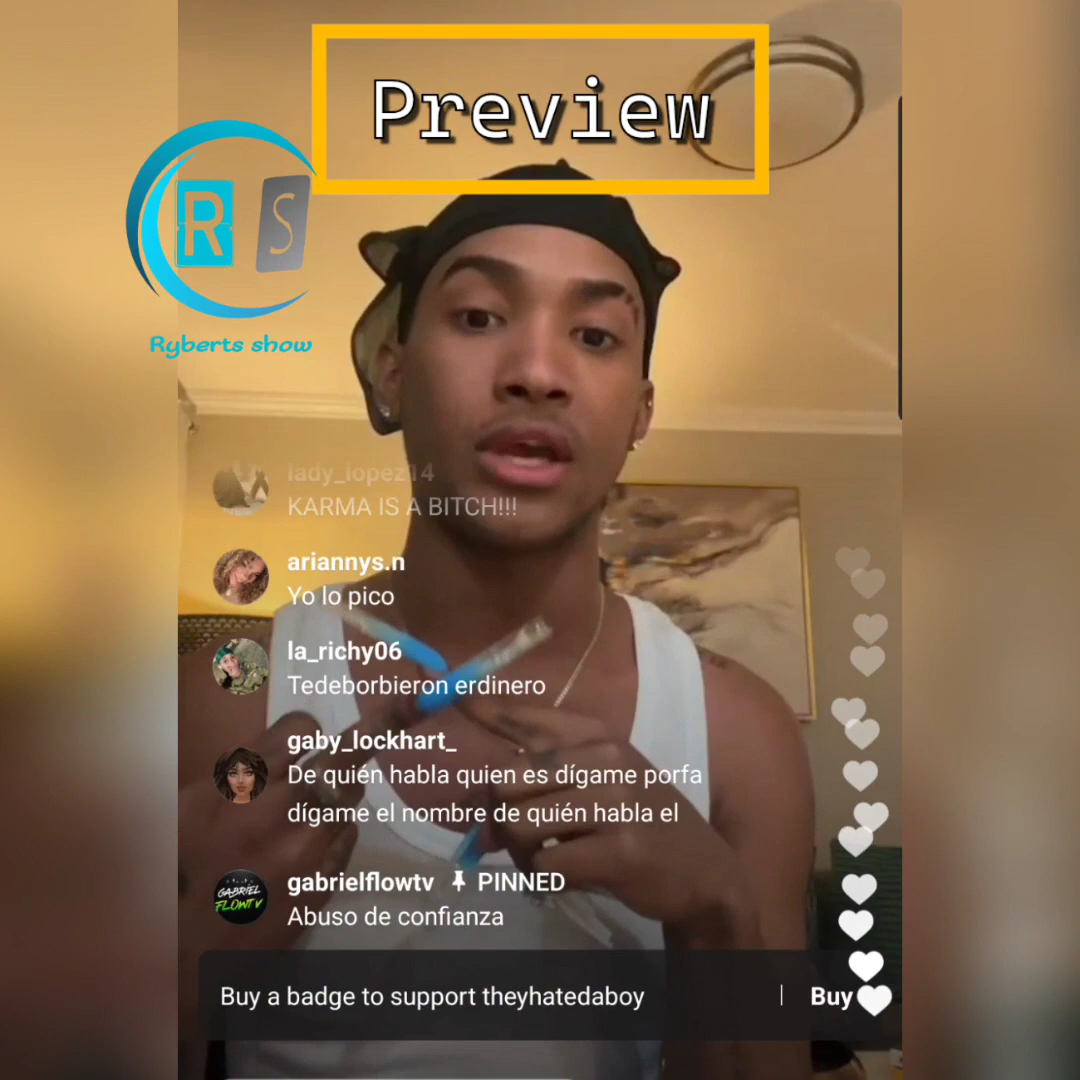 Preview
R S
Ryberts show
lady_lopez14
KARMA IS A BITCH!!!
ariannys.n
Yo lo pico
la_richy06
Tedeborbieron erdinero
gaby_lockhart_
De quién habla quien es dígame porfa
dígame el nombre de quién habla el
GABRIEL
FLOWTV
gabrielflowtv PINNED
Abuso de confianza
Buy a badge to support theyhatedaboy | Buy